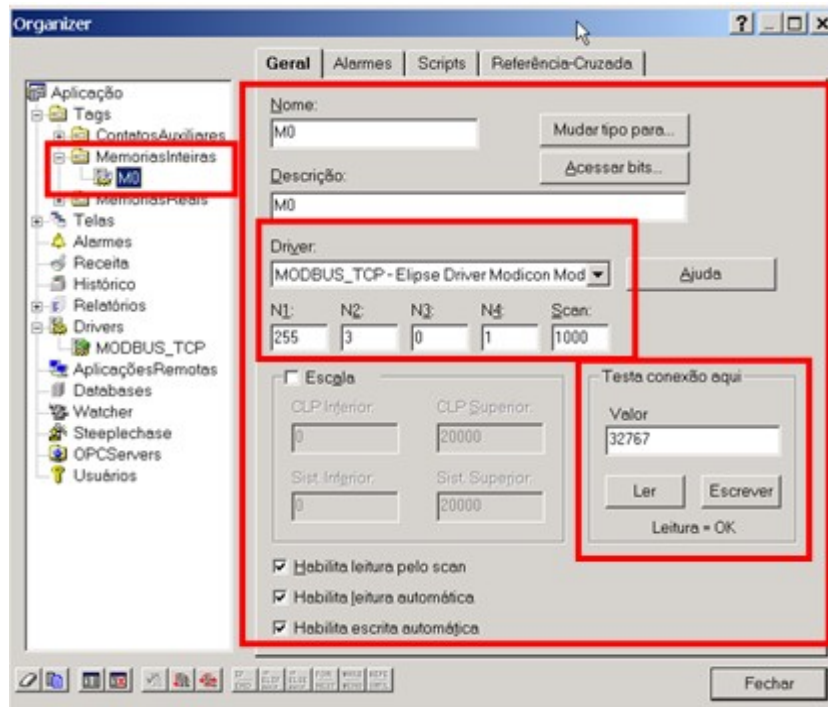 Organizer
Geral Alarmes Scripts Referência-Cruzada
Aplicação
Tags
ContatosAuxiliares
MemoriasInteiras
M0
MemoriasReais
Telas
Alarmes
Receita
Histórico
Relatórios
Drivers
MODBUS_TCP
AplicaçõesRemotas
Databases
Watcher
Steeplechase
OPCServers
Usuários
Nome:
M0
Mudar tipo para...
Acessar bits...
Descrição:
M0
Driver:
MODBUS_TCP - Elipse Driver Modicon Mod
Ajuda
N1: N2: N3: N4: Scan:
255 3 0 1 1000
Escala
CLP Inferior: CLP Superior:
0 20000
Sist. Inferior: Sist. Superior:
0 20000
Testa conexão aqui
Valor
32767
Ler Escrever
Leitura = OK
Habilita leitura pelo scan
Habilita leitura automática
Habilita escrita automática
Fechar